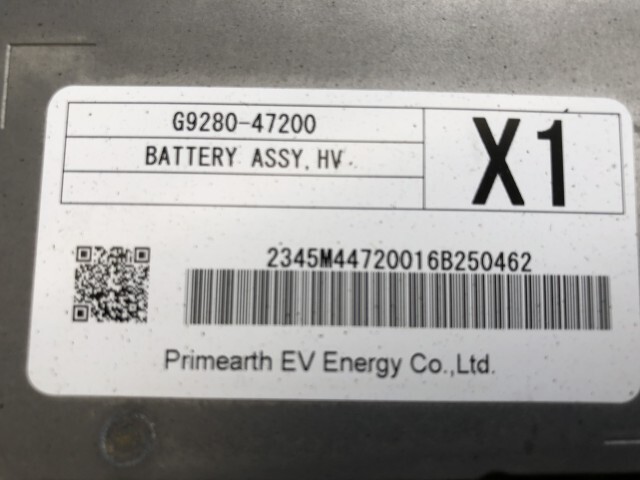 G9280-47200
BATTERY ASSY, HV
X1
2345M44720016B250462
Primearth EV Energy Co.,Ltd.